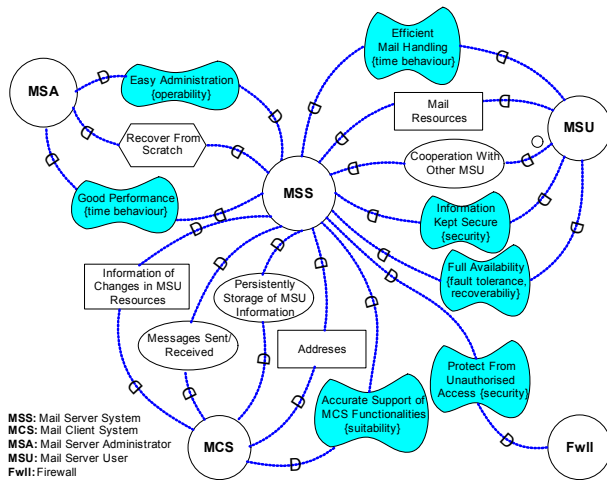 Efficient
Mail Handling
{time behaviour}
MSA
Easy Administration
{operability}
Mail
Resources
MSU
Recover From
Scratch
Cooperation With
Other MSU
MSS
Good Performance
{time behaviour}
Information
Kept Secure
{security}
Information of
Changes in MSU
Resources
Persistently
Storage of MSU
Information
Full Availability
{fault tolerance,
recoverabiliy}
Messages Sent/
Received
Addreses
Protect From
Unauthorised
Access {security}
Accurate Support of
MCS Functionalities
{suitability}
MCS
Fwll
MSS: Mail Server System
MCS: Mail Client System
MSA: Mail Server Administrator
MSU: Mail Server User
Fwll: Firewall